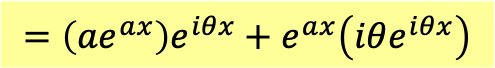 = (ae^{ax})e^{iθx} + e^{ax}(iθe^{iθx})